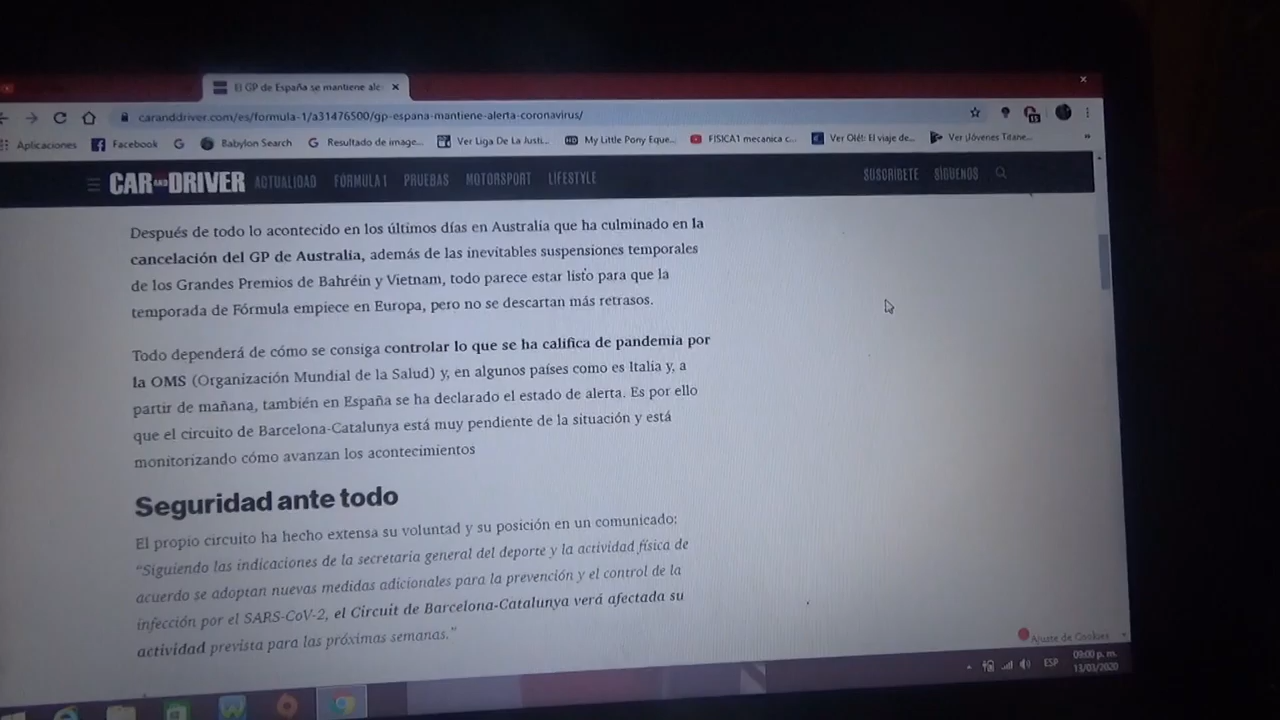 El GP de España se mantiene ale
caranddriver.com/es/formula-1/a31476500/gp-espana-mantiene-alerta-coronavirus/
Aplicaciones Facebook Babylon Search Resultado de image... Ver Liga De La Justi... My Little Pony Eque... FISICA1 mecanica c... Ver Olé!: El viaje de... Ver ¡Jóvenes Titane... »
CAR AND DRIVER ACTUALIDAD FÓRMULA 1 PRUEBAS MOTORSPORT LIFESTYLE SUSCRÍBETE SÍGUENOS
Después de todo lo acontecido en los últimos días en Australia que ha culminado en la
cancelación del GP de Australia, además de las inevitables suspensiones temporales
de los Grandes Premios de Bahréin y Vietnam, todo parece estar listo para que la
temporada de Fórmula empiece en Europa, pero no se descartan más retrasos.
Todo dependerá de cómo se consiga controlar lo que se ha califica de pandemia por
la OMS (Organización Mundial de la Salud) y, en algunos países como es Italia y, a
partir de mañana, también en España se ha declarado el estado de alerta. Es por ello
que el circuito de Barcelona-Catalunya está muy pendiente de la situación y está
monitorizando cómo avanzan los acontecimientos
Seguridad ante todo
El propio circuito ha hecho extensa su voluntad y su posición en un comunicado:
“Siguiendo las indicaciones de la secretaria general del deporte y la actividad física de
acuerdo se adoptan nuevas medidas adicionales para la prevención y el control de la
infección por el SARS-CoV-2, el Circuit de Barcelona-Catalunya verá afectada su
actividad prevista para las próximas semanas.”
Ajuste de Cookies
ESP
09:00 p. m.
13/03/2020